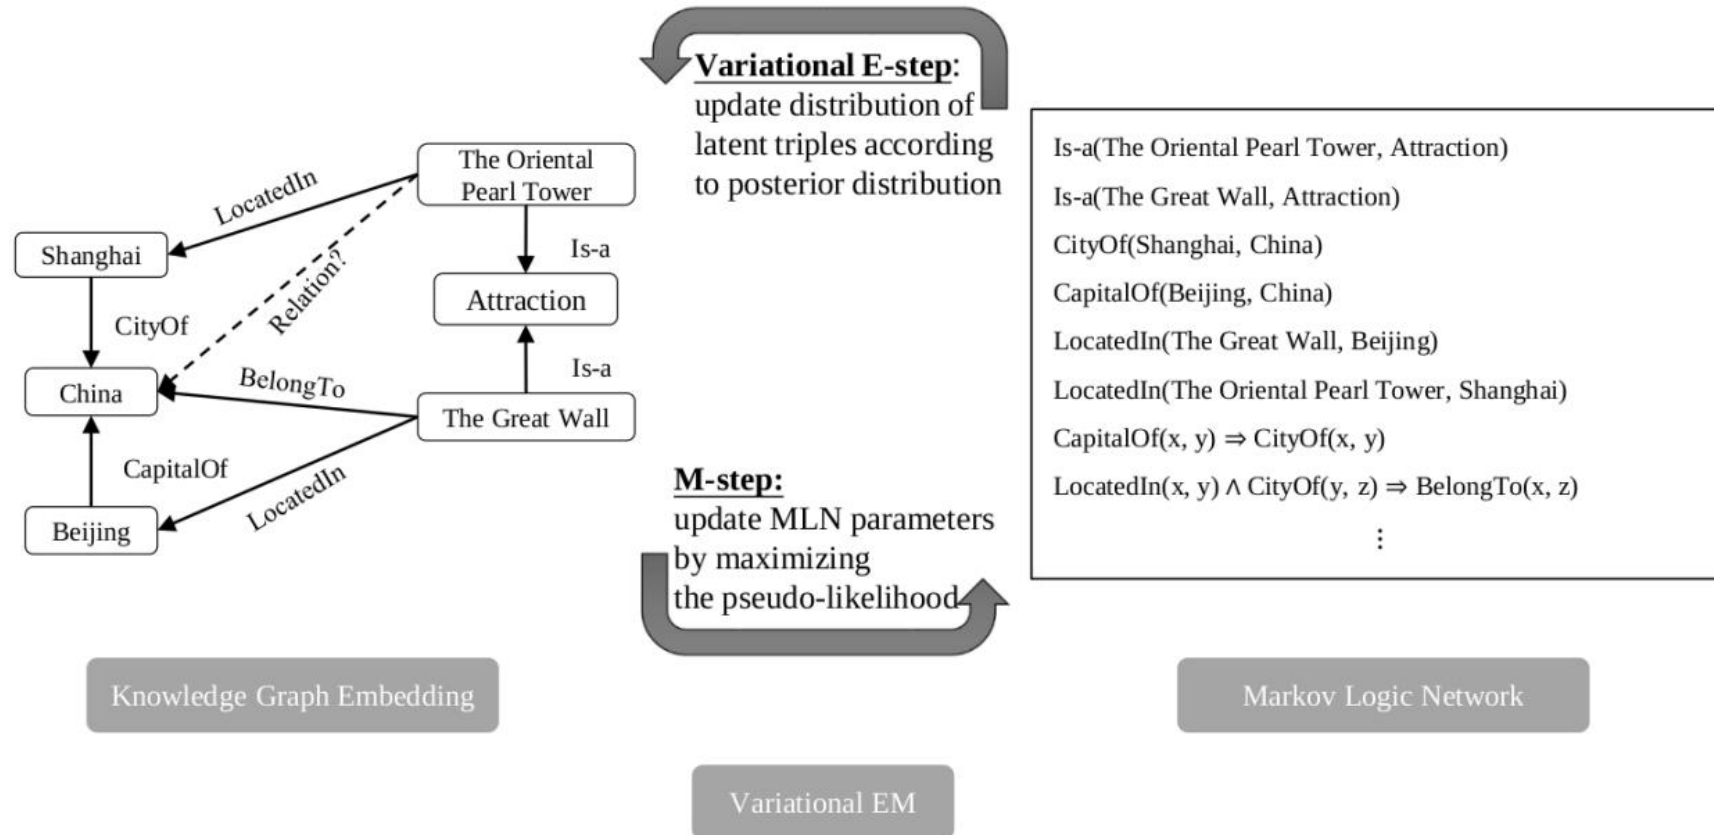 Variational E-step:
update distribution of
latent triples according
to posterior distribution
The Oriental
Pearl Tower
LocatedIn
Shanghai
Is-a
Relation?
Attraction
CityOf
Is-a
BelongTo
China
The Great Wall
CapitalOf
LocatedIn
Beijing
M-step:
update MLN parameters
by maximizing
the pseudo-likelihood
Is-a(The Oriental Pearl Tower, Attraction)
Is-a(The Great Wall, Attraction)
CityOf(Shanghai, China)
CapitalOf(Beijing, China)
LocatedIn(The Great Wall, Beijing)
LocatedIn(The Oriental Pearl Tower, Shanghai)
CapitalOf(x, y) ⇒ CityOf(x, y)
LocatedIn(x, y) ∧ CityOf(y, z) ⇒ BelongTo(x, z)
⋮
Knowledge Graph Embedding
Markov Logic Network
Variational EM